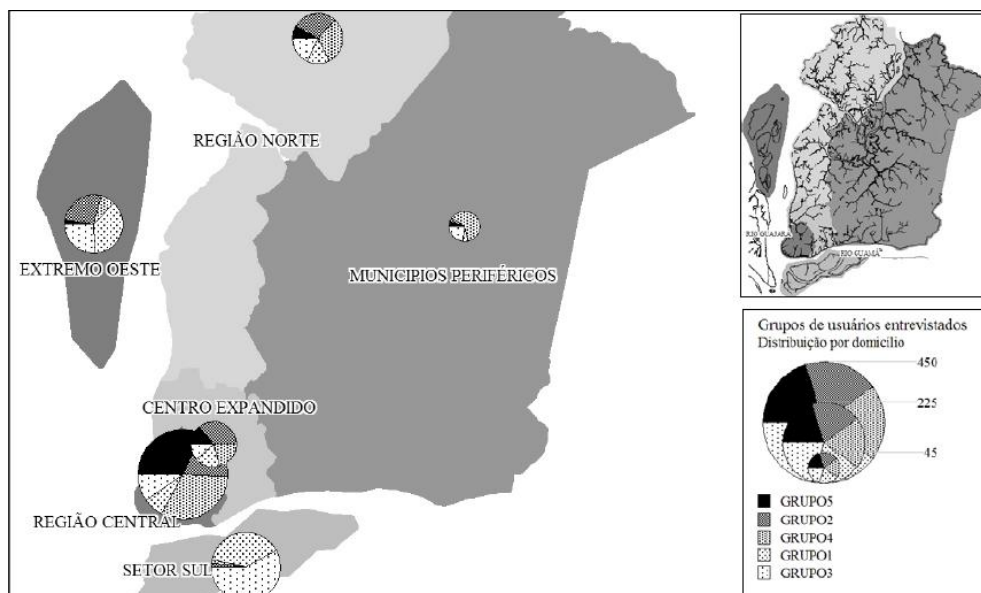 REGIÃO NORTE
EXTREMO OESTE
MUNICIPIOS PERIFÉRICOS
CENTRO EXPANDIDO
REGIÃO CENTRAL
SETOR SUL
RIO GUAJARÁ
RIO GUAMÁ
Grupos de usuários entrevistados
Distribuição por domicílio
450
225
45
GRUPO5
GRUPO2
GRUPO4
GRUPO1
GRUPO3